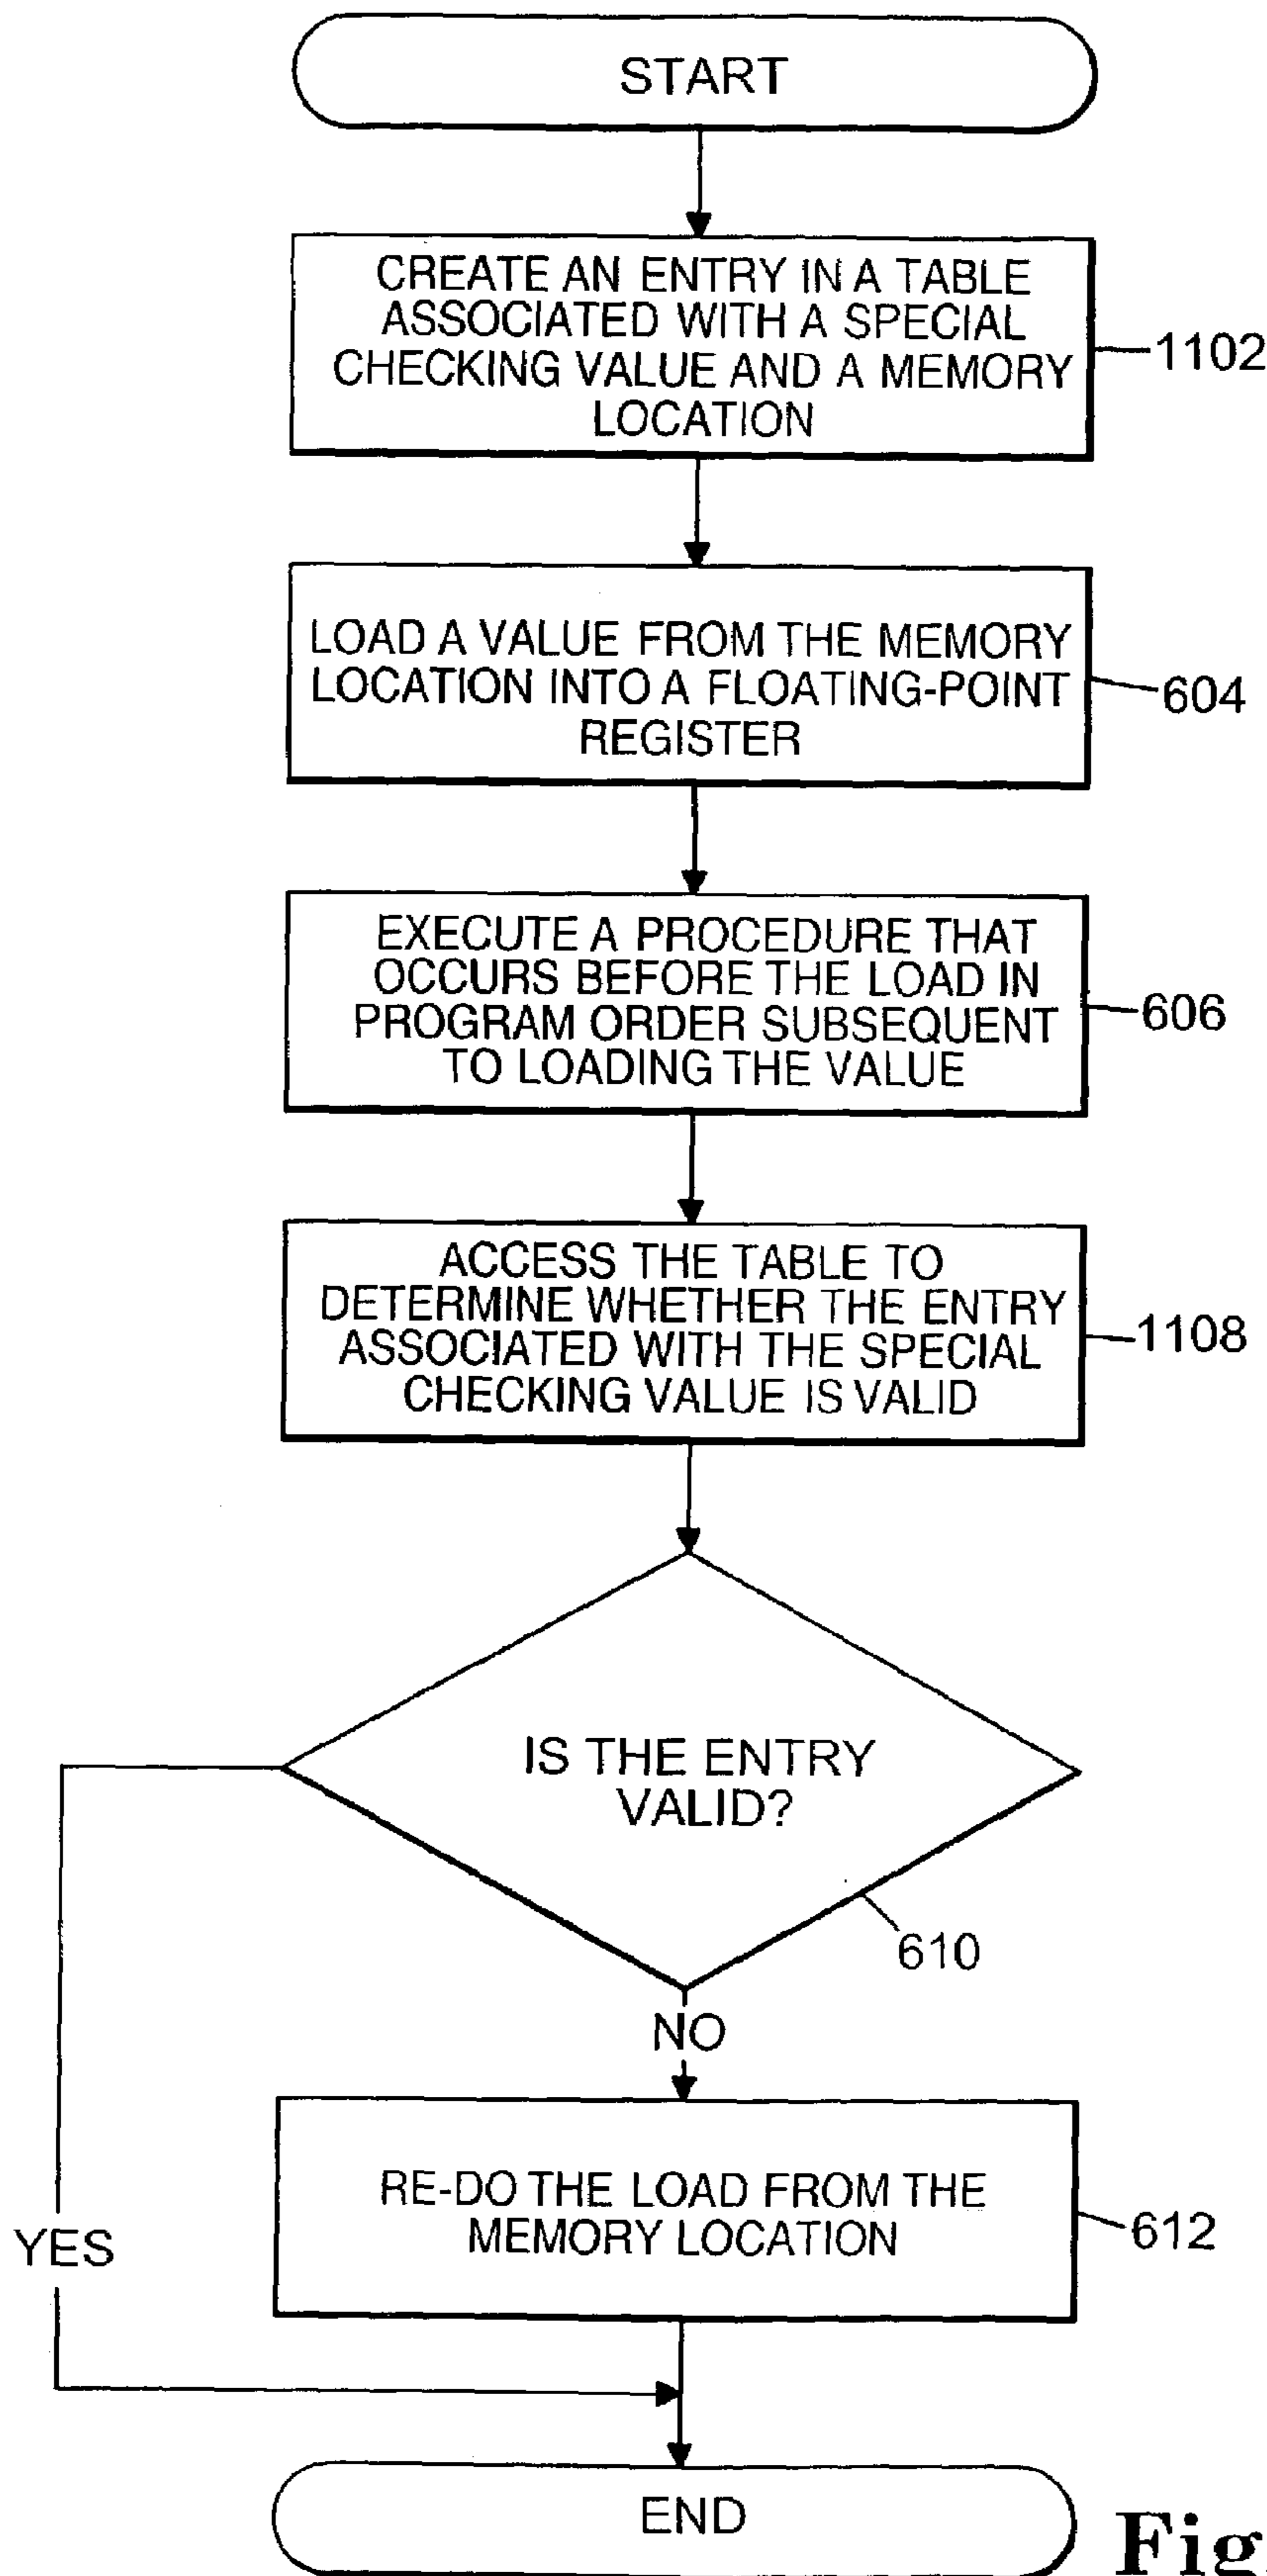 START
CREATE AN ENTRY IN A TABLE
ASSOCIATED WITH A SPECIAL
CHECKING VALUE AND A MEMORY
LOCATION
1102
LOAD A VALUE FROM THE MEMORY
LOCATION INTO A FLOATING-POINT
REGISTER
604
EXECUTE A PROCEDURE THAT
OCCURS BEFORE THE LOAD IN
PROGRAM ORDER SUBSEQUENT
TO LOADING THE VALUE
606
ACCESS THE TABLE TO
DETERMINE WHETHER THE ENTRY
ASSOCIATED WITH THE SPECIAL
CHECKING VALUE IS VALID
1108
IS THE ENTRY
VALID?
610
NO
RE-DO THE LOAD FROM THE
MEMORY LOCATION
612
YES
END
Fig